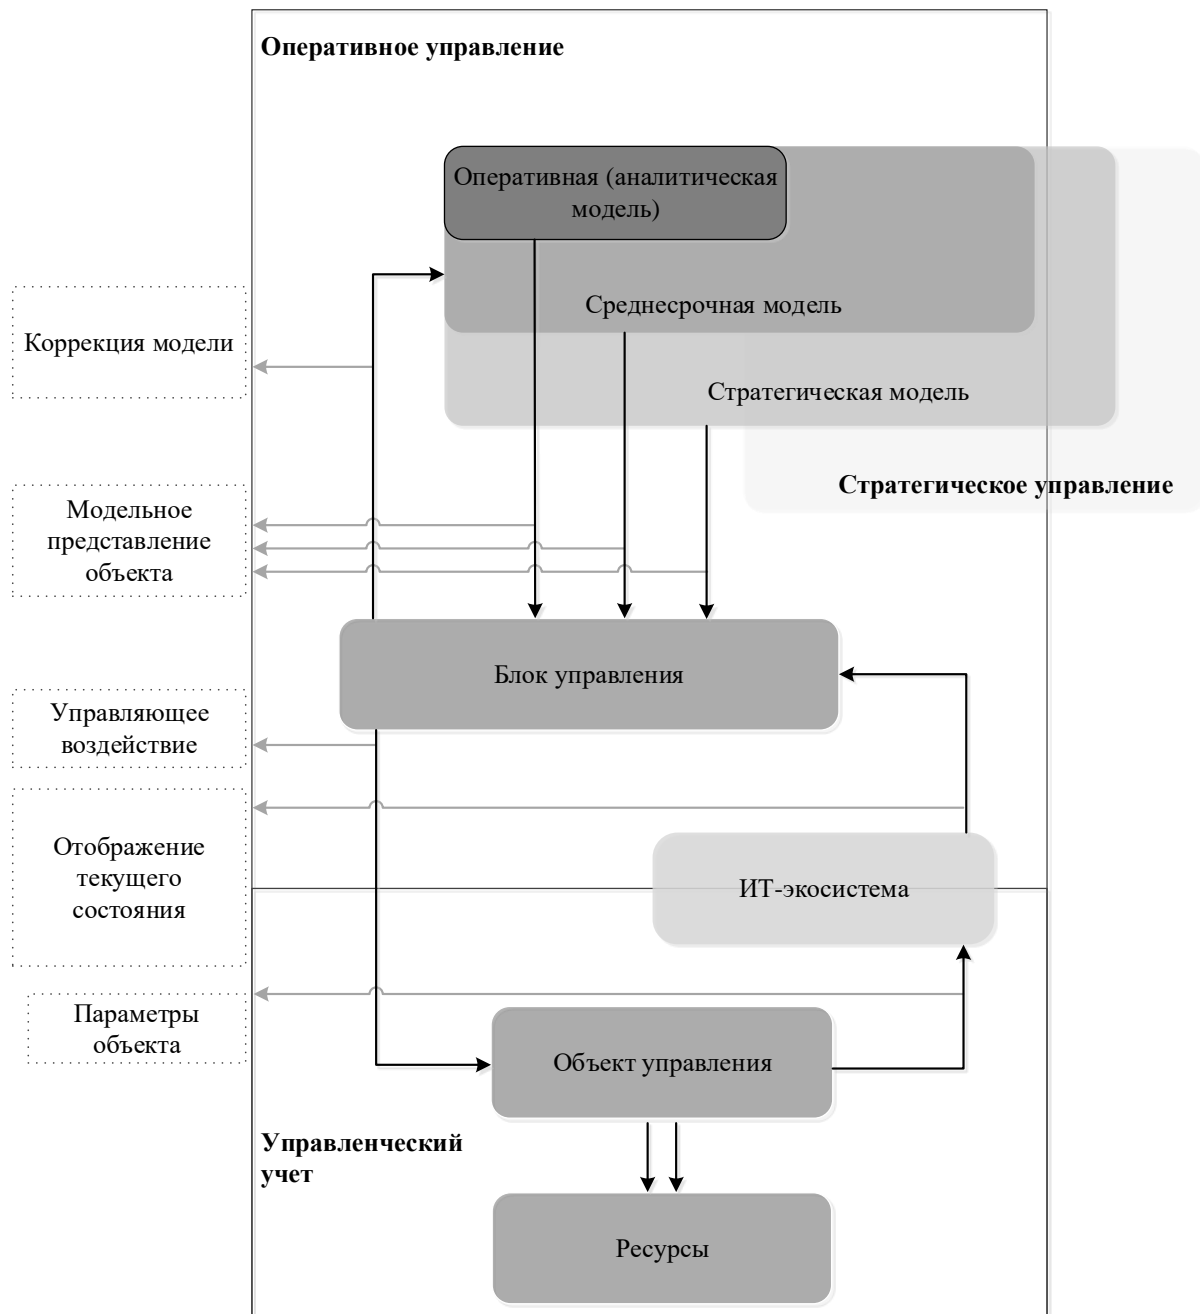 Оперативное управление
Оперативная (аналитическая
модель)
Среднесрочная модель
Коррекция модели
Стратегическая модель
Стратегическое управление
Модельное
представление
объекта
Блок управления
Управляющее
воздействие
Отображение
текущего
состояния
ИТ-экосистема
Параметры
объекта
Объект управления
Управленческий
учет
Ресурсы